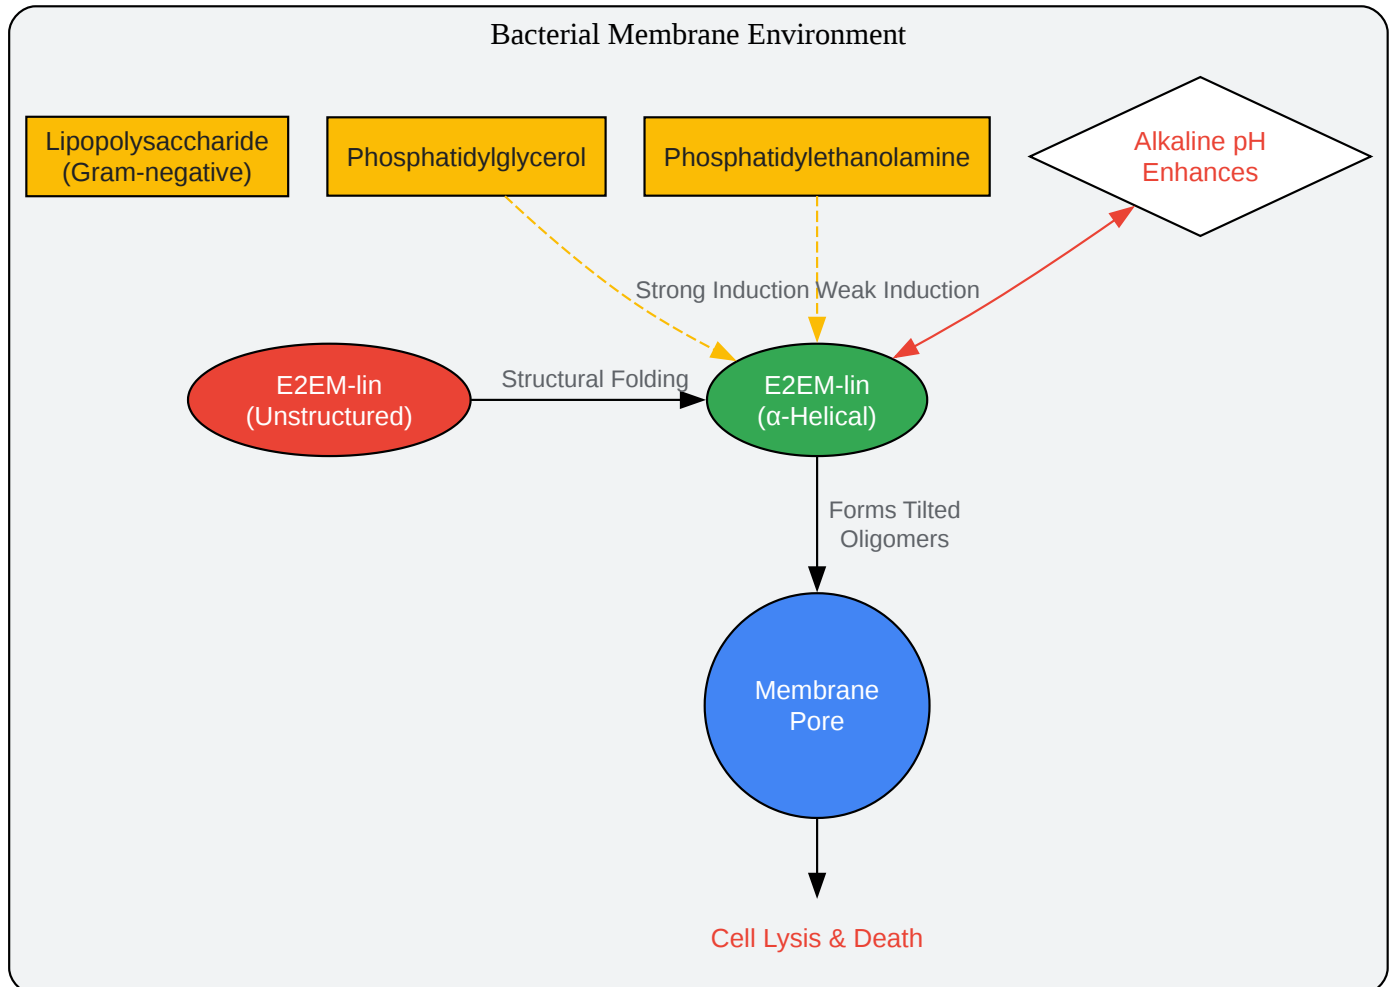 Bacterial Membrane Environment
Lipopolysaccharide
(Gram-negative)
Phosphatidylglycerol
Phosphatidylethanolamine
Alkaline pH
Enhances
Strong Induction
Weak Induction
E2EM-lin
(Unstructured)
Structural Folding
E2EM-lin
(α-Helical)
Forms Tilted
Oligomers
Membrane
Pore
Cell Lysis & Death